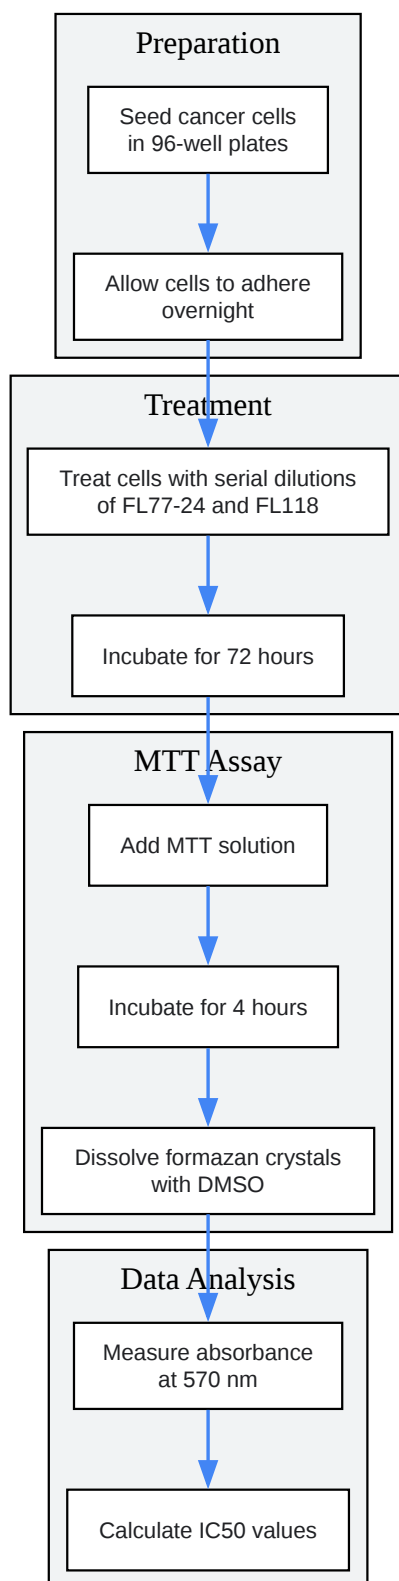 Preparation
Seed cancer cells
in 96-well plates
Allow cells to adhere
overnight
Treatment
Treat cells with serial dilutions
of FL77-24 and FL118
Incubate for 72 hours
MTT Assay
Add MTT solution
Incubate for 4 hours
Dissolve formazan crystals
with DMSO
Data Analysis
Measure absorbance
at 570 nm
Calculate IC50 values